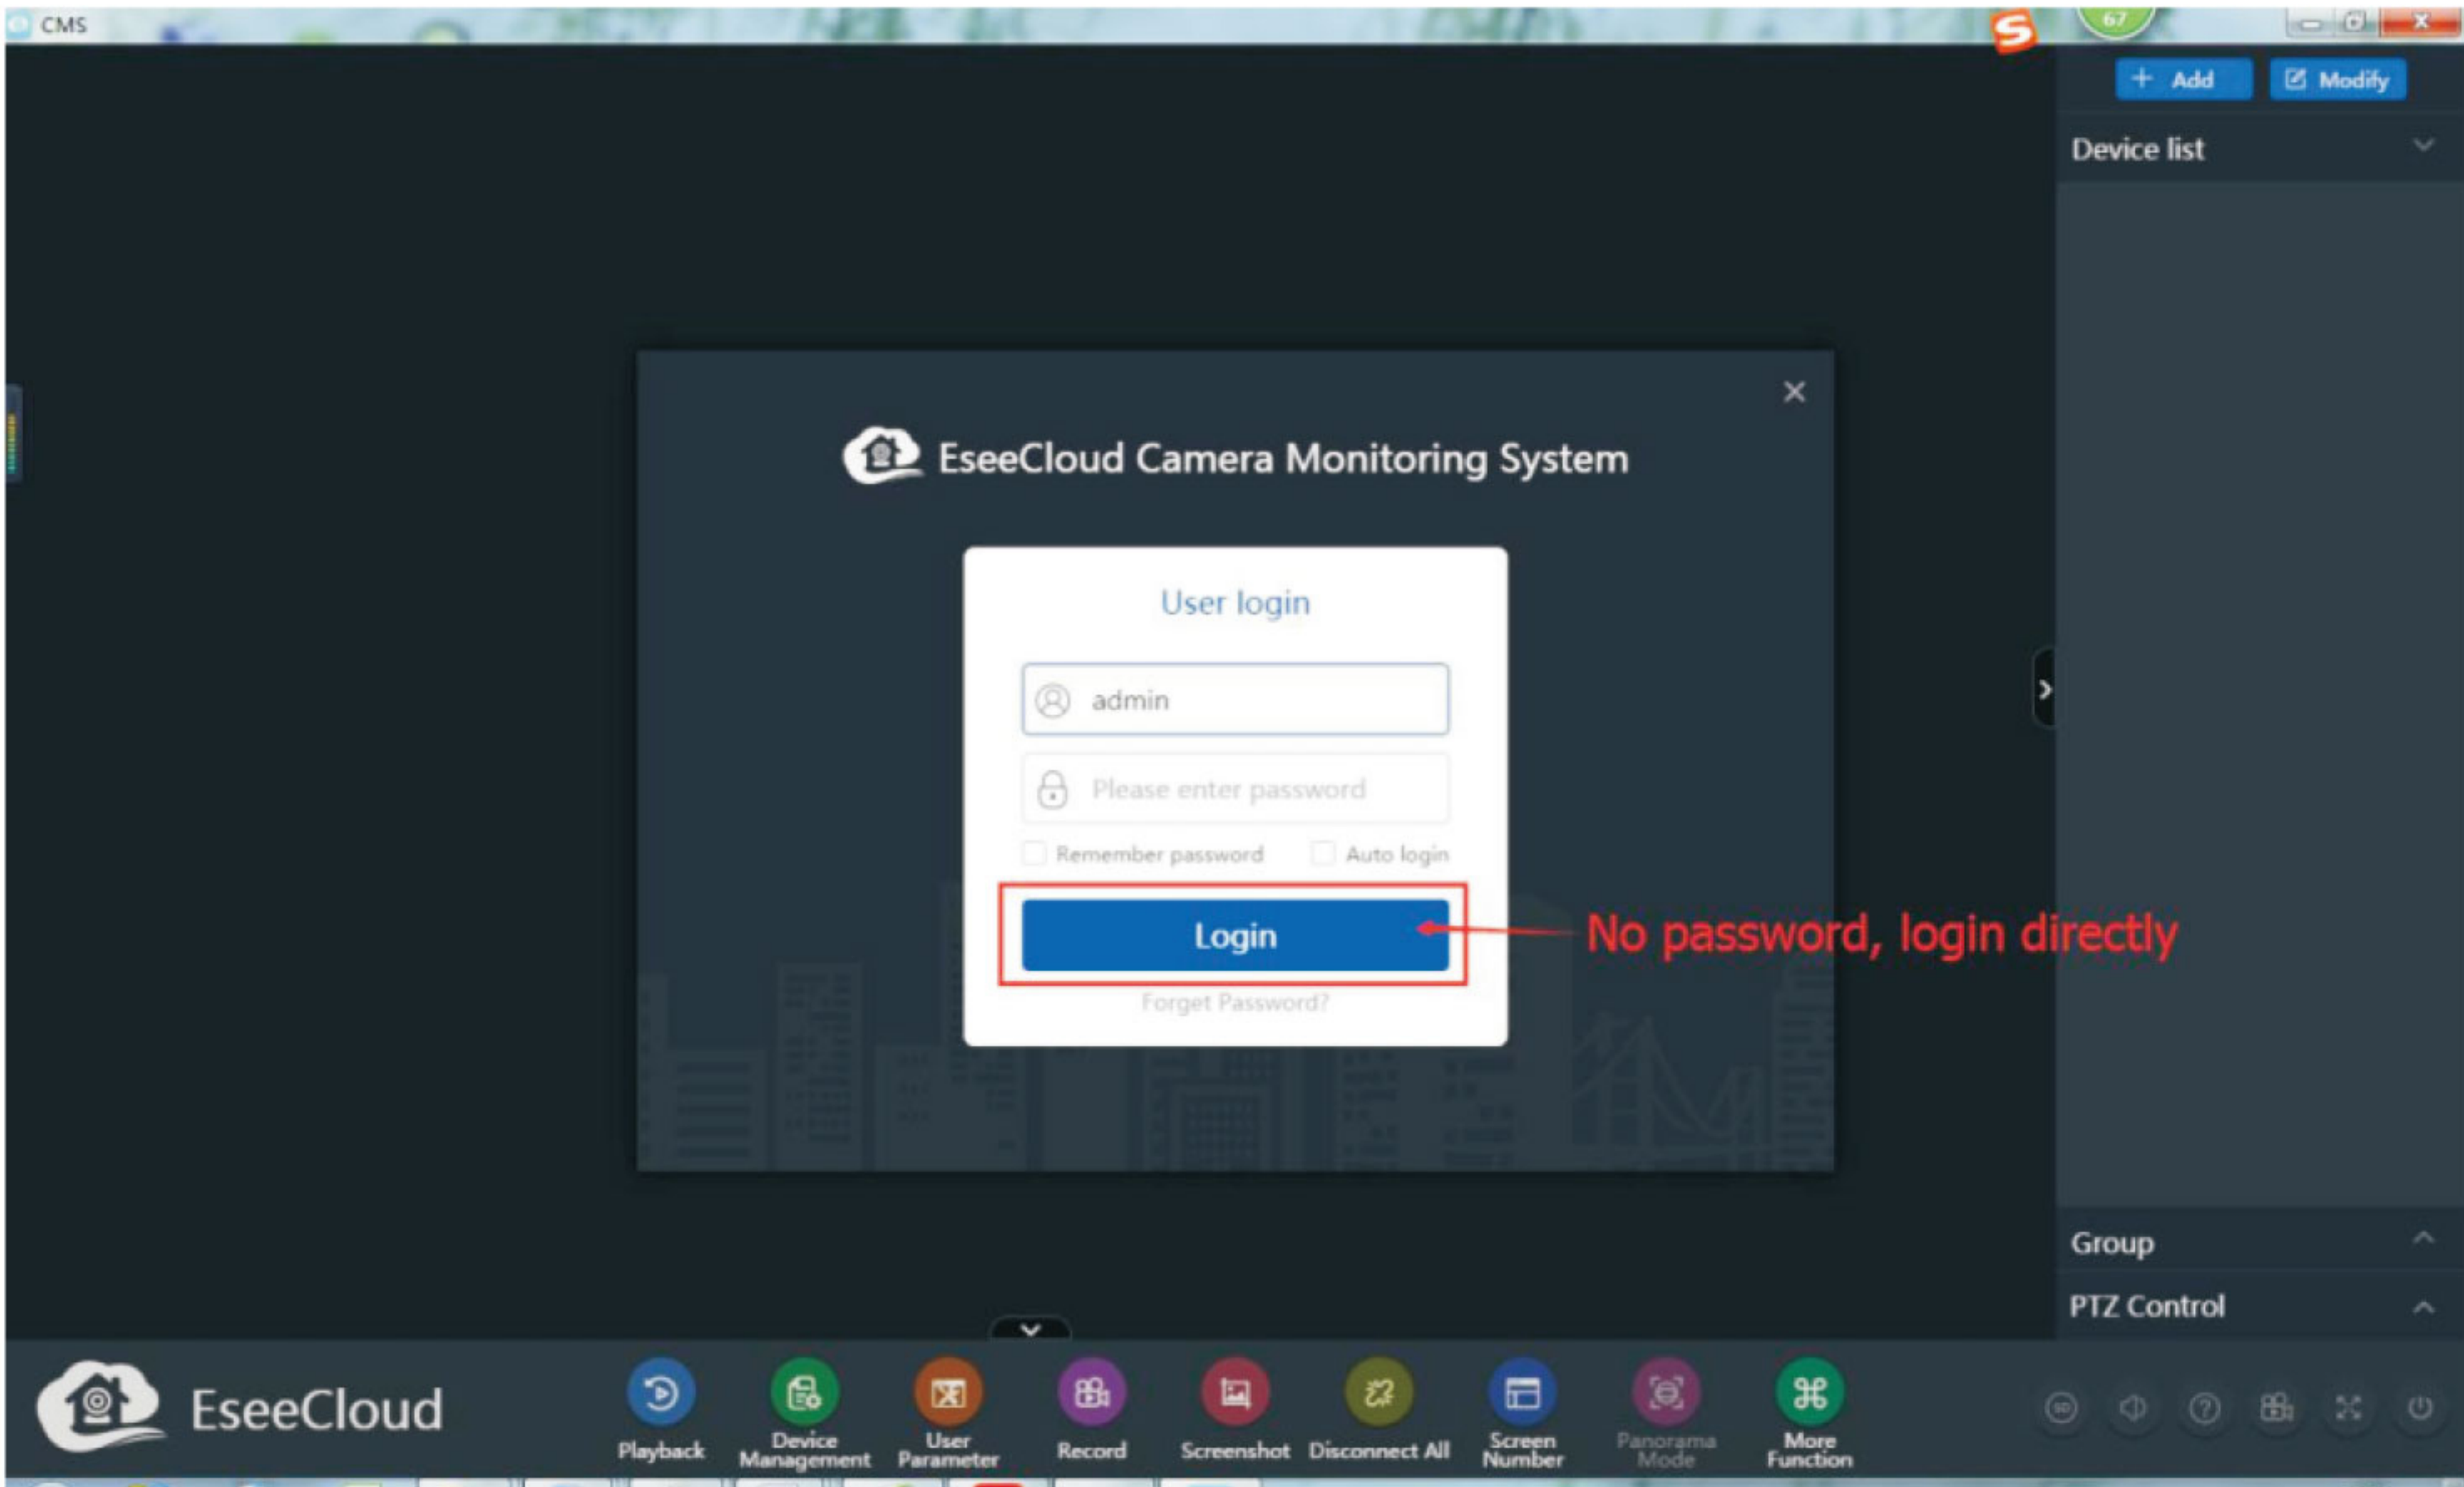 CMS
67
+ Add
Modify
Device list
EseeCloud Camera Monitoring System
User login
admin
Please enter password
Remember password
Auto login
Login
No password, login directly
Forget Password?
Group
PTZ Control
EseeCloud
Playback
Device
Management
User
Parameter
Record
Screenshot
Disconnect All
Screen
Number
Panorama
Mode
More
Function
SD